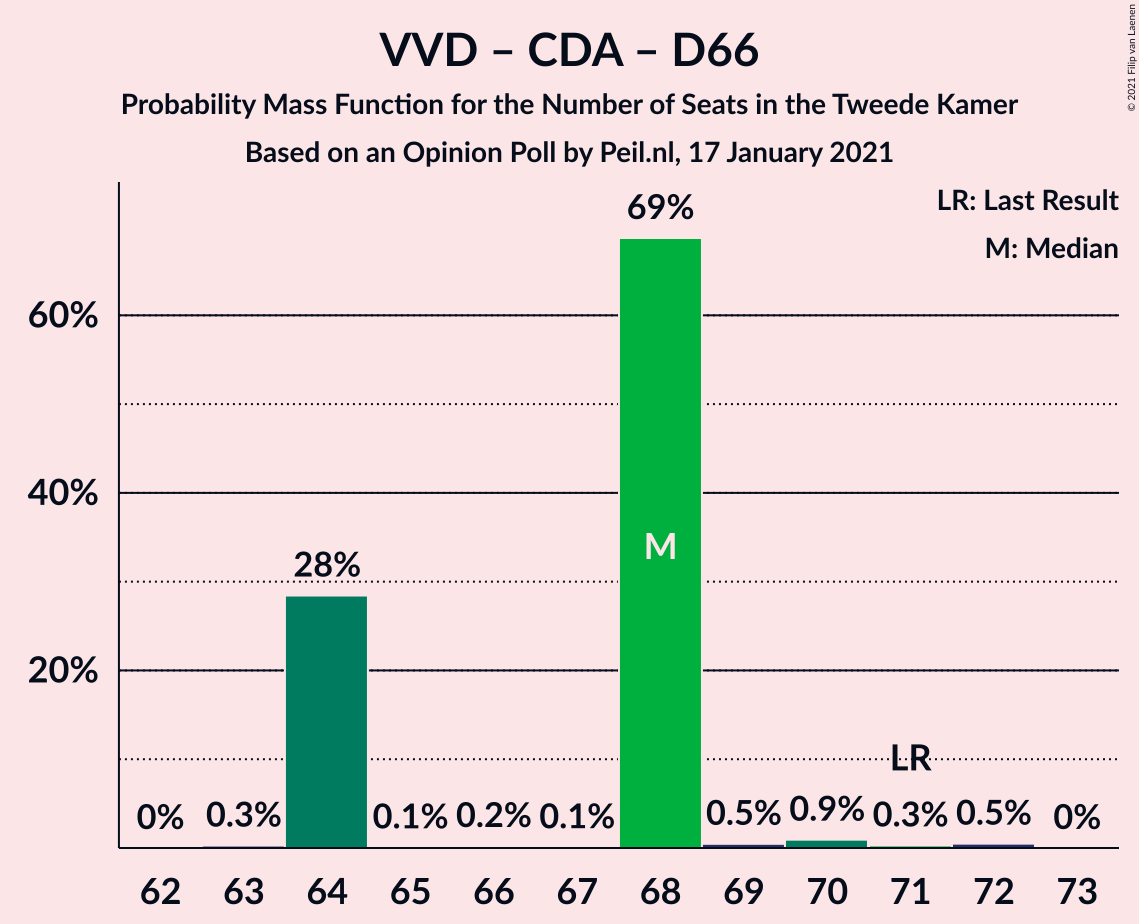 VVD – CDA – D66
Probability Mass Function for the Number of Seats in the Tweede Kamer
Based on an Opinion Poll by Peil.nl, 17 January 2021
© 2021 Filip van Laenen
LR: Last Result
M: Median
69%
60%
40%
M
28%
20%
LR
0% 0.3% 0.1% 0.2% 0.1% 0.5% 0.9% 0.3% 0.5% 0%
62 63 64 65 66 67 68 69 70 71 72 73